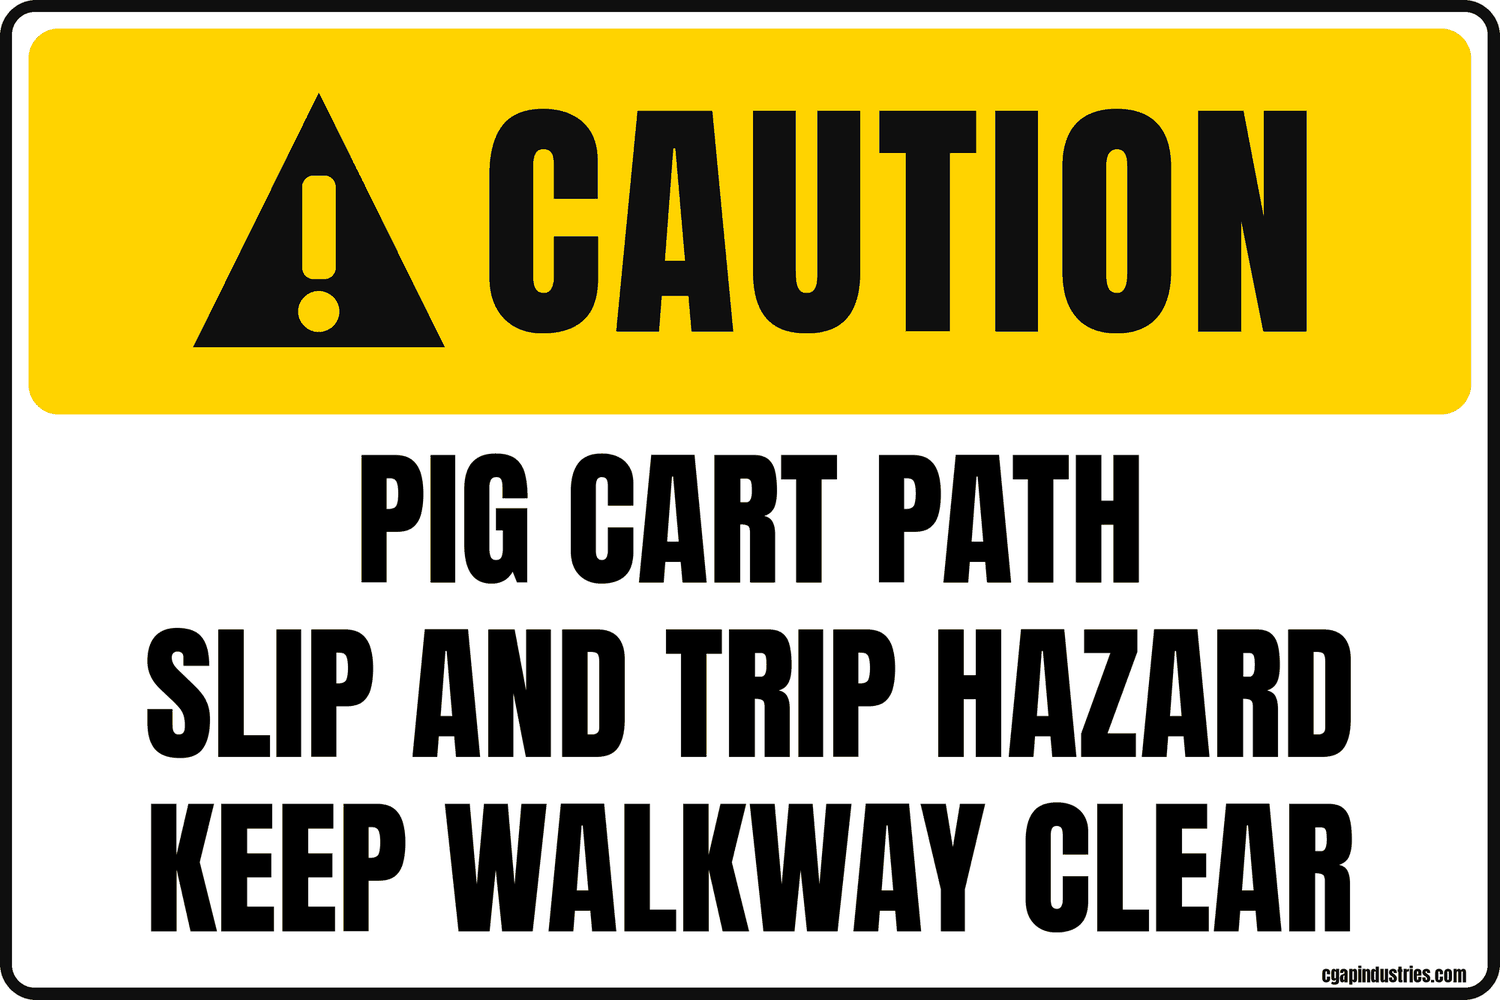 CAUTION
PIG CART PATH
SLIP AND TRIP HAZARD
KEEP WALKWAY CLEAR
cgapindustries.com